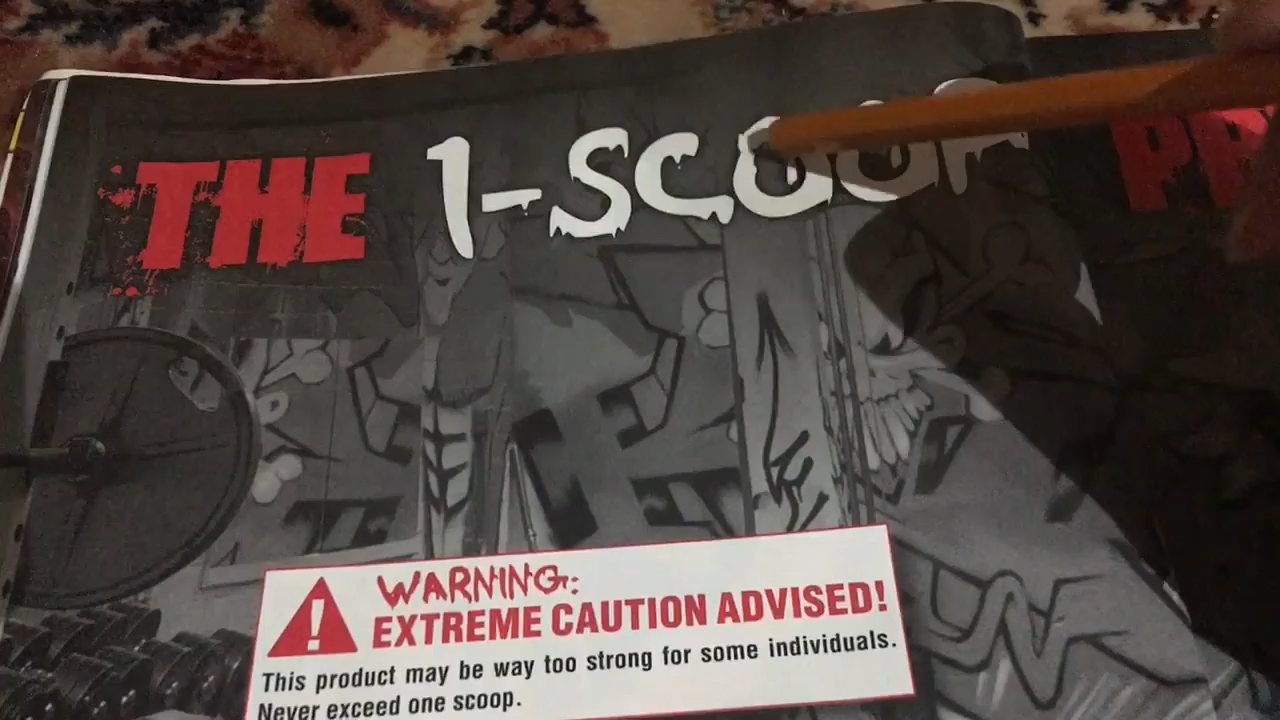 THE 1-SCOOP
WARNING:
EXTREME CAUTION ADVISED!
This product may be way too strong for some individuals.
Never exceed one scoop.